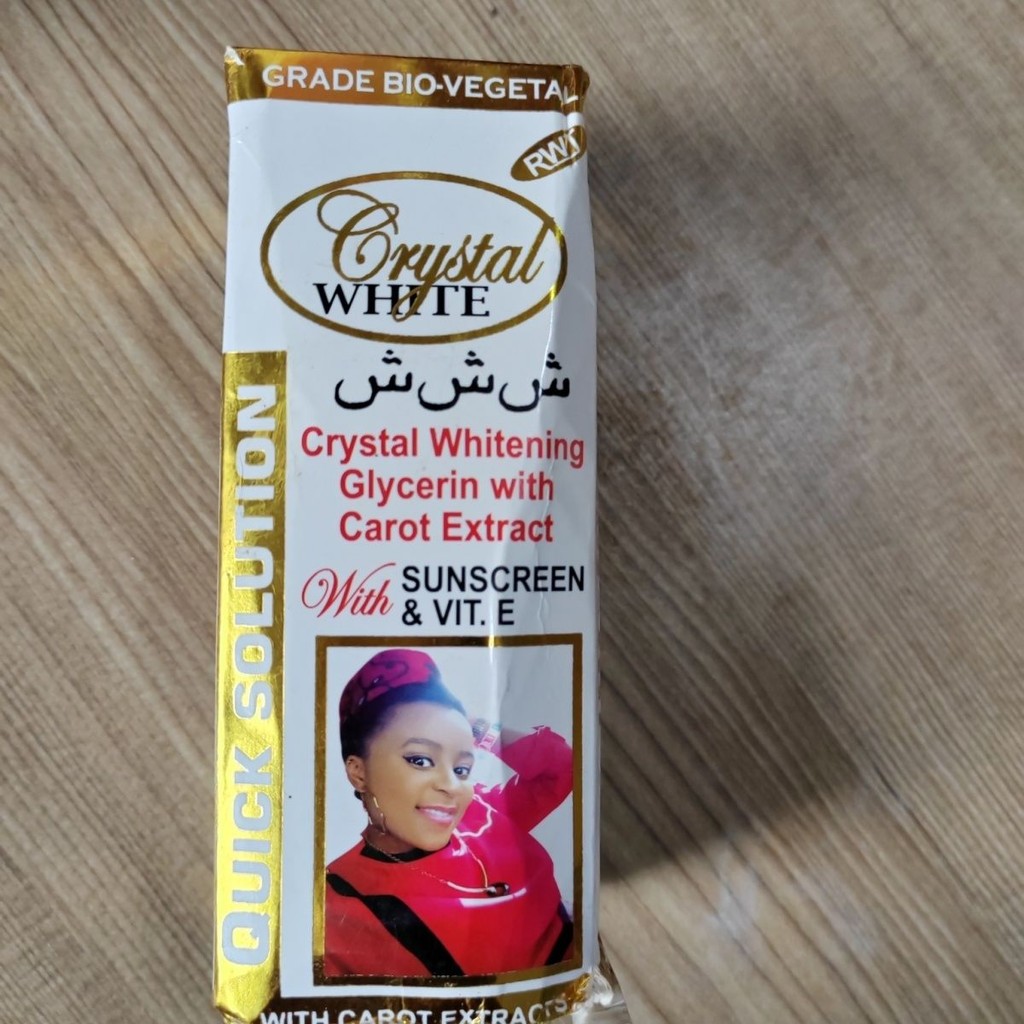 GRADE BIO-VEGETAL
RWT
Crystal
WHITE
ش ش ش
Crystal Whitening
Glycerin with
Carot Extract
With SUNSCREEN
& VIT. E
QUICK SOLUTION
WITH CAROT EXTRACTS